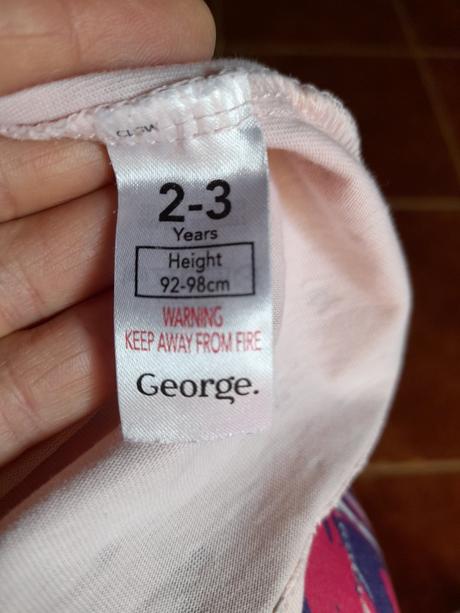 2-3
Years
Height
92-98cm
WARNING
KEEP AWAY FROM FIRE
George.